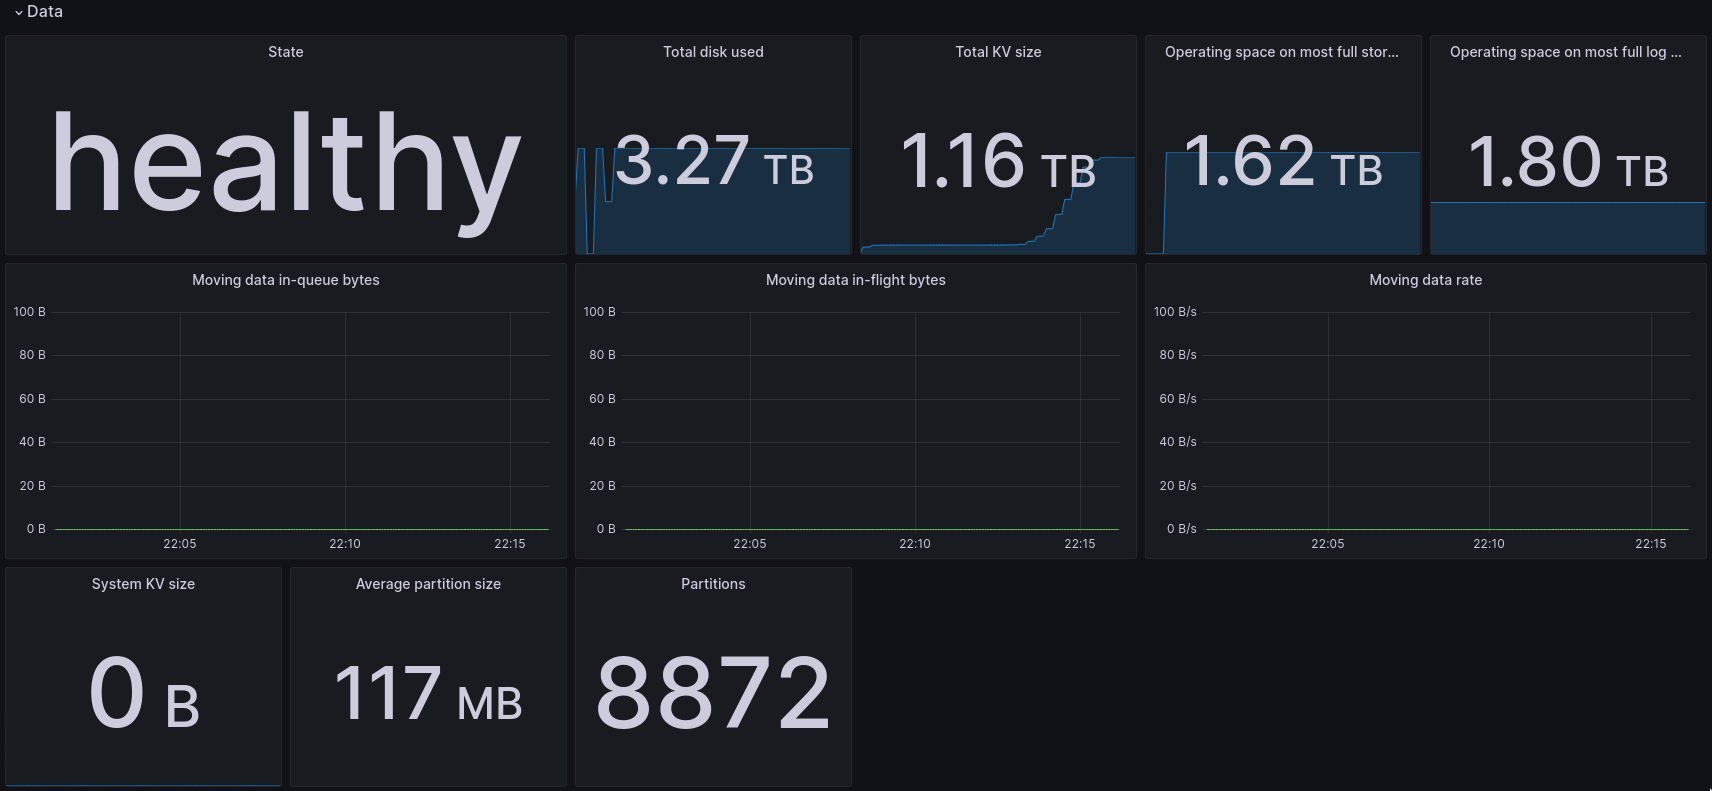 Data
State
healthy
Total disk used
3.27 TB
Total KV size
1.16 TB
Operating space on most full stor...
1.62 TB
Operating space on most full log ...
1.80 TB
Moving data in-queue bytes
100 B
80 B
60 B
40 B
20 B
0 B
22:05 22:10 22:15
Moving data in-flight bytes
100 B
80 B
60 B
40 B
20 B
0 B
22:05 22:10 22:15
Moving data rate
100 B/s
80 B/s
60 B/s
40 B/s
20 B/s
0 B/s
22:05 22:10 22:15
System KV size
0 B
Average partition size
117 MB
Partitions
8872